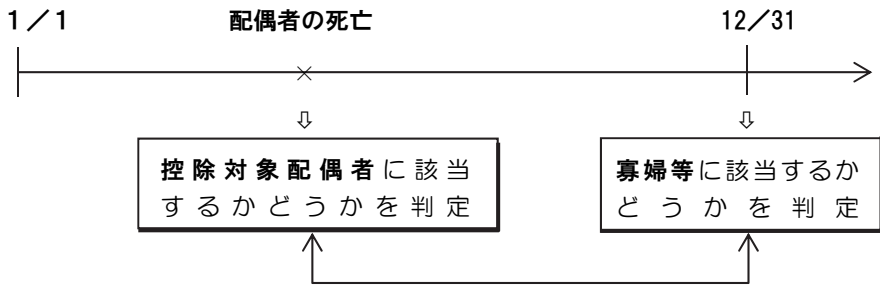 1／1　配偶者の死亡　12／31
控除対象配偶者に該当
するかどうかを判定
寡婦等に該当するか
どうかを判定